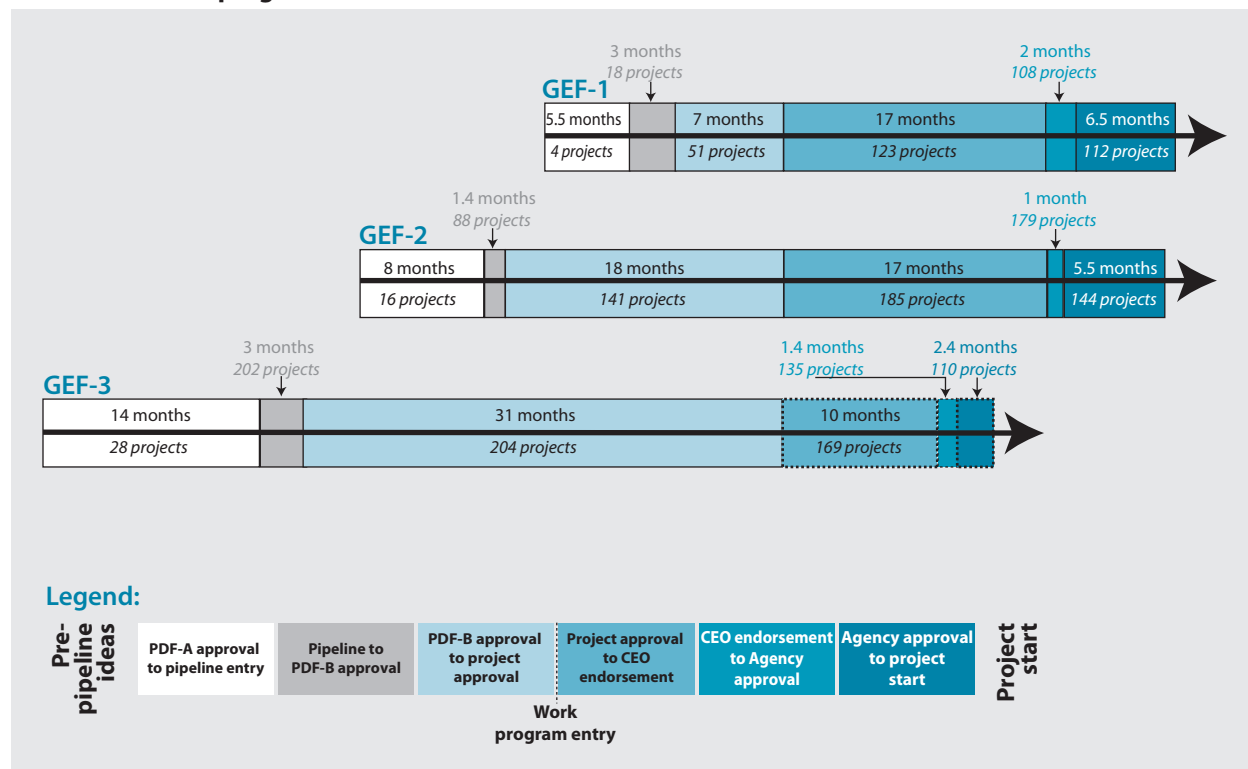 3 months
18 projects
2 months
108 projects
GEF-1
5.5 months
7 months
17 months
6.5 months
4 projects
51 projects
123 projects
112 projects
1.4 months
88 projects
1 month
179 projects
GEF-2
8 months
18 months
17 months
5.5 months
16 projects
141 projects
185 projects
144 projects
3 months
202 projects
1.4 months
135 projects
2.4 months
110 projects
GEF-3
14 months
31 months
10 months
28 projects
204 projects
169 projects
Legend:
Pre-
pipeline
ideas
PDF-A approval
to pipeline entry
Pipeline to
PDF-B approval
PDF-B approval
to project
approval
Project approval
to CEO
endorsement
CEO endorsement
to Agency
approval
Agency approval
to project
start
Project
start
Work
program entry